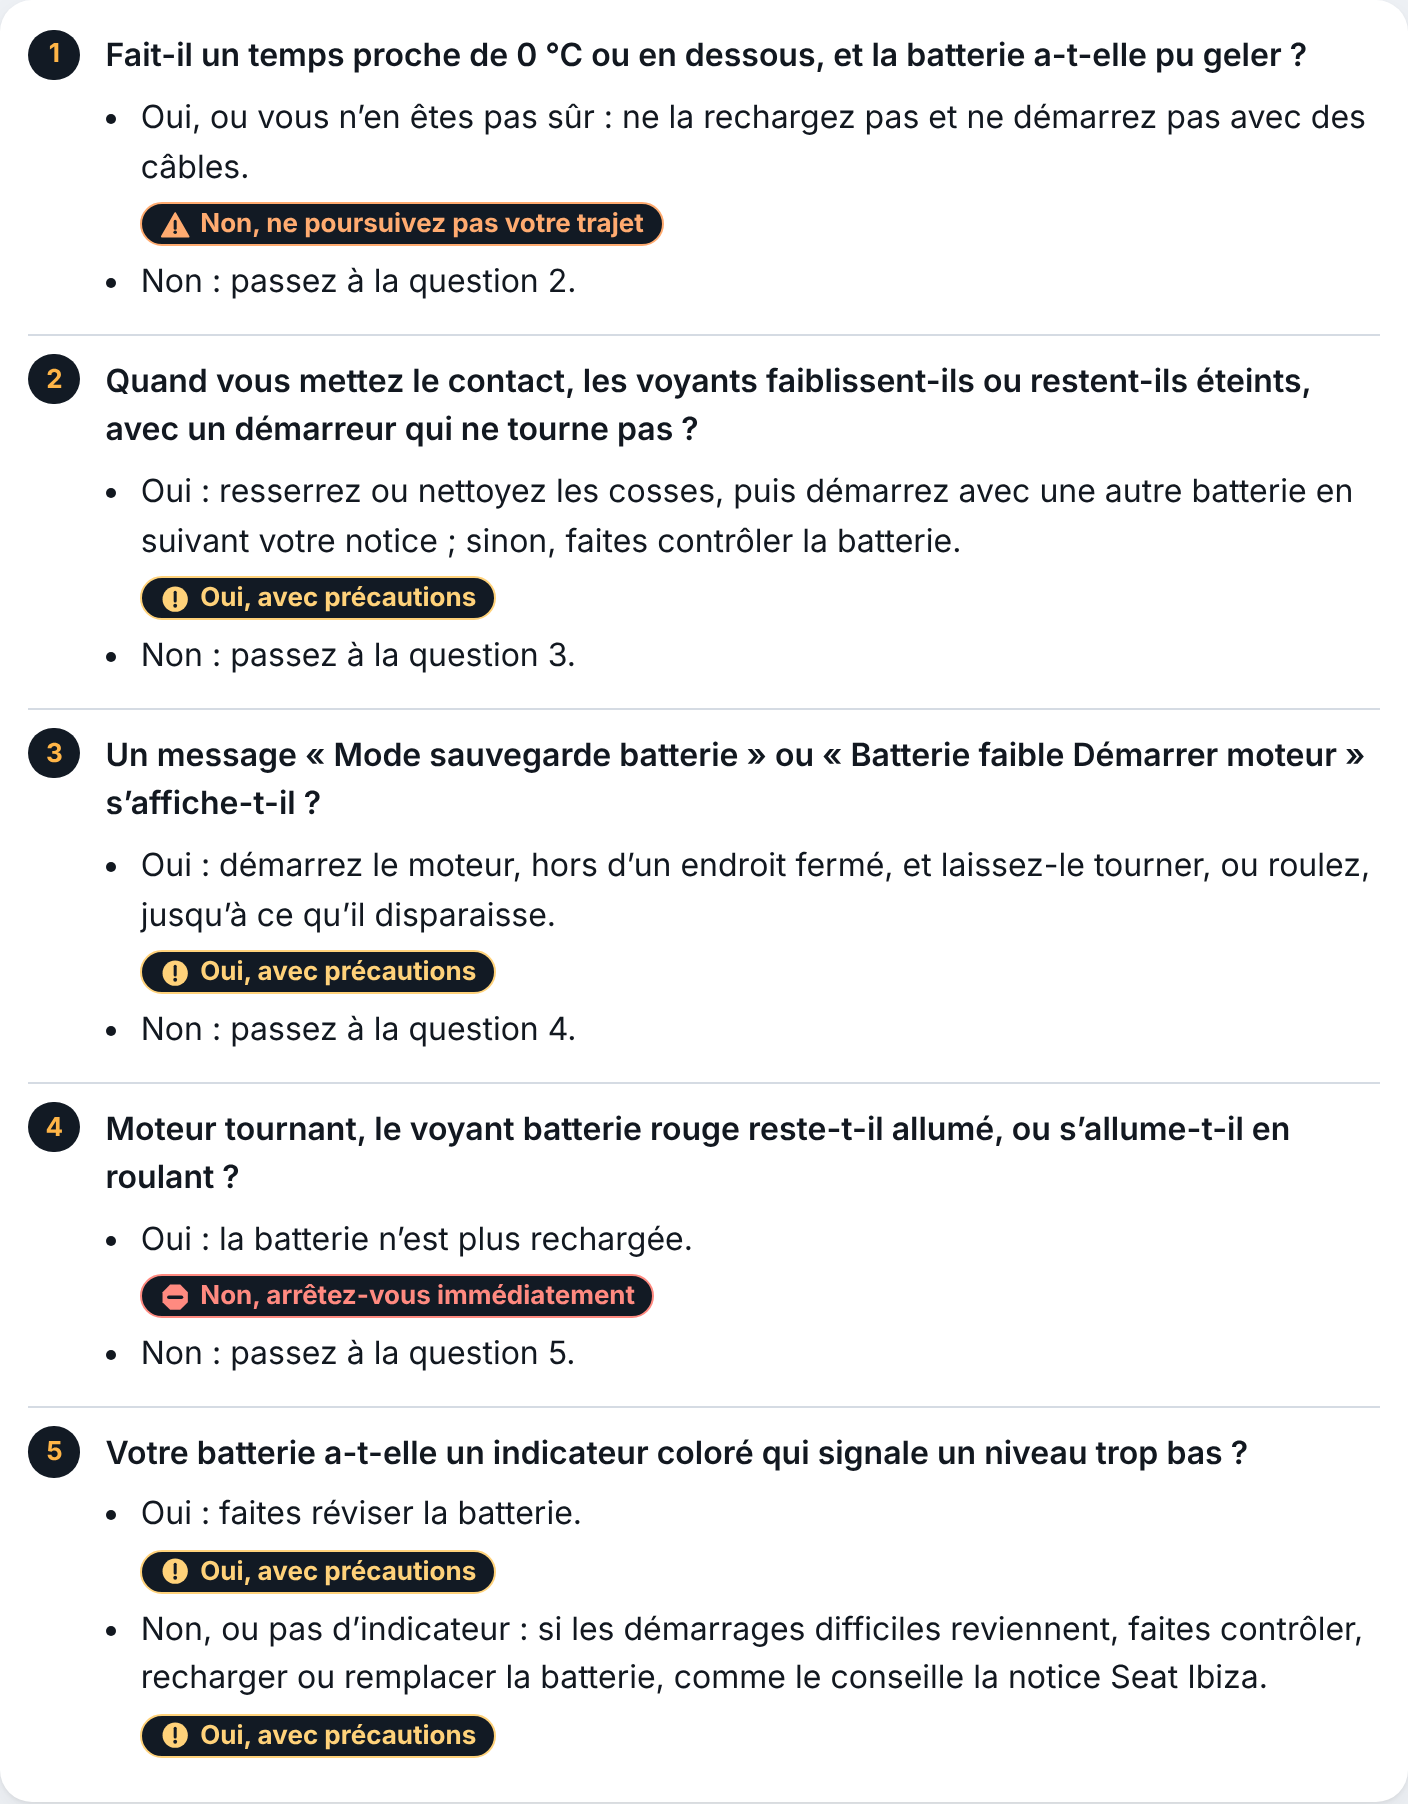 1 Fait-il un temps proche de 0 °C ou en dessous, et la batterie a-t-elle pu geler ?
• Oui, ou vous n’en êtes pas sûr : ne la rechargez pas et ne démarrez pas avec des
câbles.
Non, ne poursuivez pas votre trajet
• Non : passez à la question 2.
2 Quand vous mettez le contact, les voyants faiblissent-ils ou restent-ils éteints,
avec un démarreur qui ne tourne pas ?
• Oui : resserrez ou nettoyez les cosses, puis démarrez avec une autre batterie en
suivant votre notice ; sinon, faites contrôler la batterie.
Oui, avec précautions
• Non : passez à la question 3.
3 Un message « Mode sauvegarde batterie » ou « Batterie faible Démarrer moteur »
s’affiche-t-il ?
• Oui : démarrez le moteur, hors d’un endroit fermé, et laissez-le tourner, ou roulez,
jusqu’à ce qu’il disparaisse.
Oui, avec précautions
• Non : passez à la question 4.
4 Moteur tournant, le voyant batterie rouge reste-t-il allumé, ou s’allume-t-il en
roulant ?
• Oui : la batterie n’est plus rechargée.
Non, arrêtez-vous immédiatement
• Non : passez à la question 5.
5 Votre batterie a-t-elle un indicateur coloré qui signale un niveau trop bas ?
• Oui : faites réviser la batterie.
Oui, avec précautions
• Non, ou pas d’indicateur : si les démarrages difficiles reviennent, faites contrôler,
recharger ou remplacer la batterie, comme le conseille la notice Seat Ibiza.
Oui, avec précautions